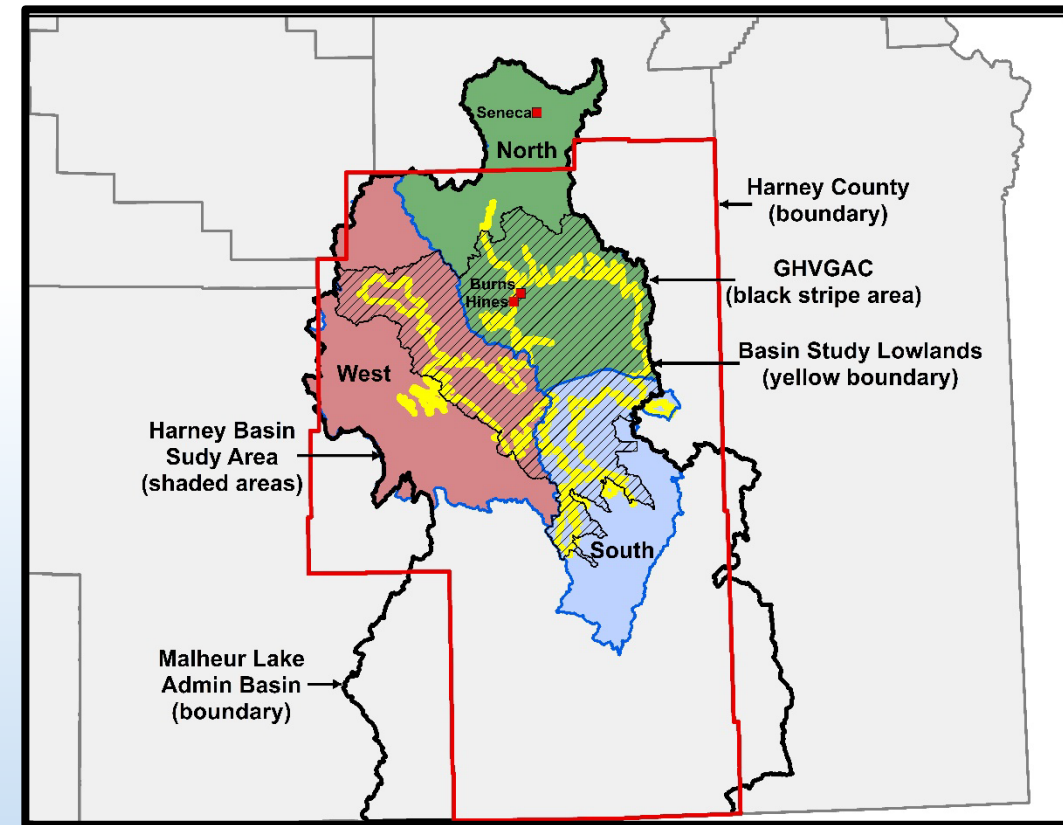 Seneca
North
Harney County
(boundary)
GHVGAC
(black stripe area)
Burns
Hines
Basin Study Lowlands
(yellow boundary)
West
Harney Basin
Sudy Area
(shaded areas)
South
Malheur Lake
Admin Basin
(boundary)